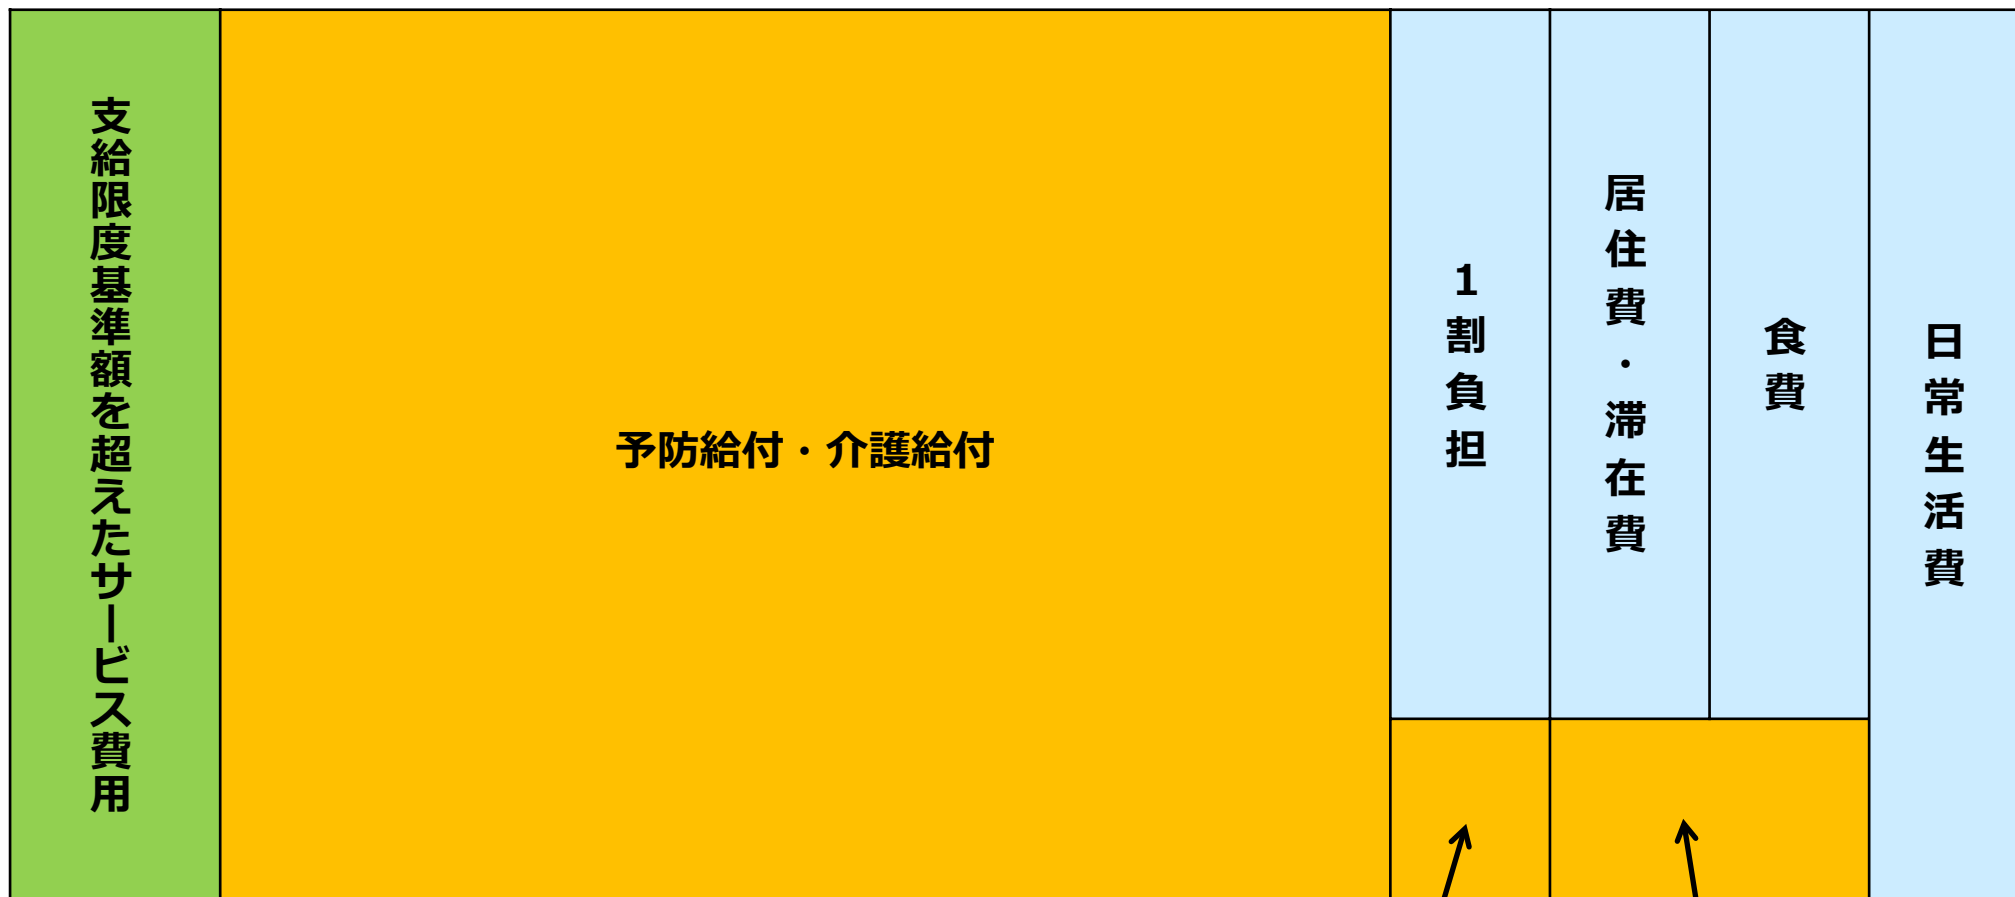 支給限度基準額を超えたサービス費用
予防給付・介護給付
1割負担
居住費・滞在費
食費
日常生活費